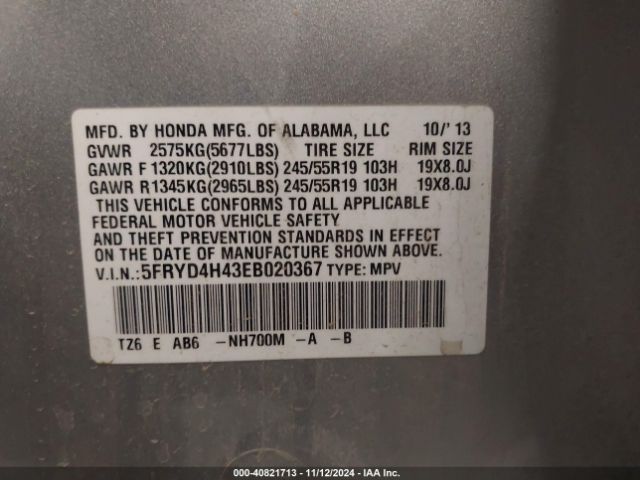 MFD. BY HONDA MFG. OF ALABAMA, LLC 10/' 13
GVWR 2575KG(5677LBS) TIRE SIZE RIM SIZE
GAWR F 1320KG(2910LBS) 245/55R19 103H 19X8.0J
GAWR R 1345KG(2965LBS) 245/55R19 103H 19X8.0J
THIS VEHICLE CONFORMS TO ALL APPLICABLE
FEDERAL MOTOR VEHICLE SAFETY
AND THEFT PREVENTION STANDARDS IN EFFECT
ON THE DATE OF MANUFACTURE SHOWN ABOVE.
V.I.N.: 5FRYD4H43EB020367 TYPE: MPV
TZ6 E AB6 -NH700M -A -B
000-40821713 - 11/12/2024 - IAA Inc.